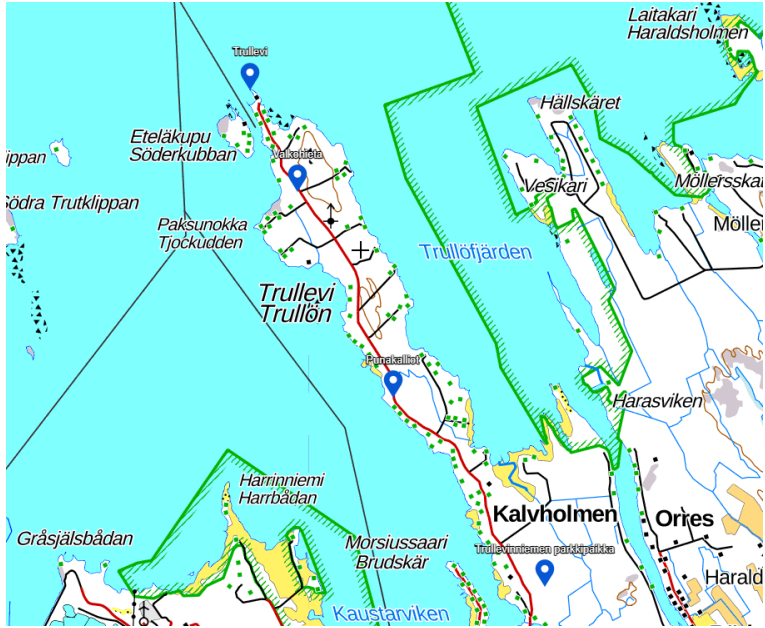 Laitakari
Haraldsholmen
Trullevi
Hällskäret
Eteläkupu
Söderkubban
ippan
Valkohieta
Vesikari
Möllersskat
Södra Trutklippan
Paksunokka
Tjockudden
Möller
Trullöfjärden
Trullevi
Trullön
Punakalliot
Harasviken
Harrinniemi
Harrbådan
Kalvholmen
Orres
Gråsjälsbådan
Morsiussaari
Brudskär
Trullevinniemen parkkipaikka
Harald
Kaustarviken